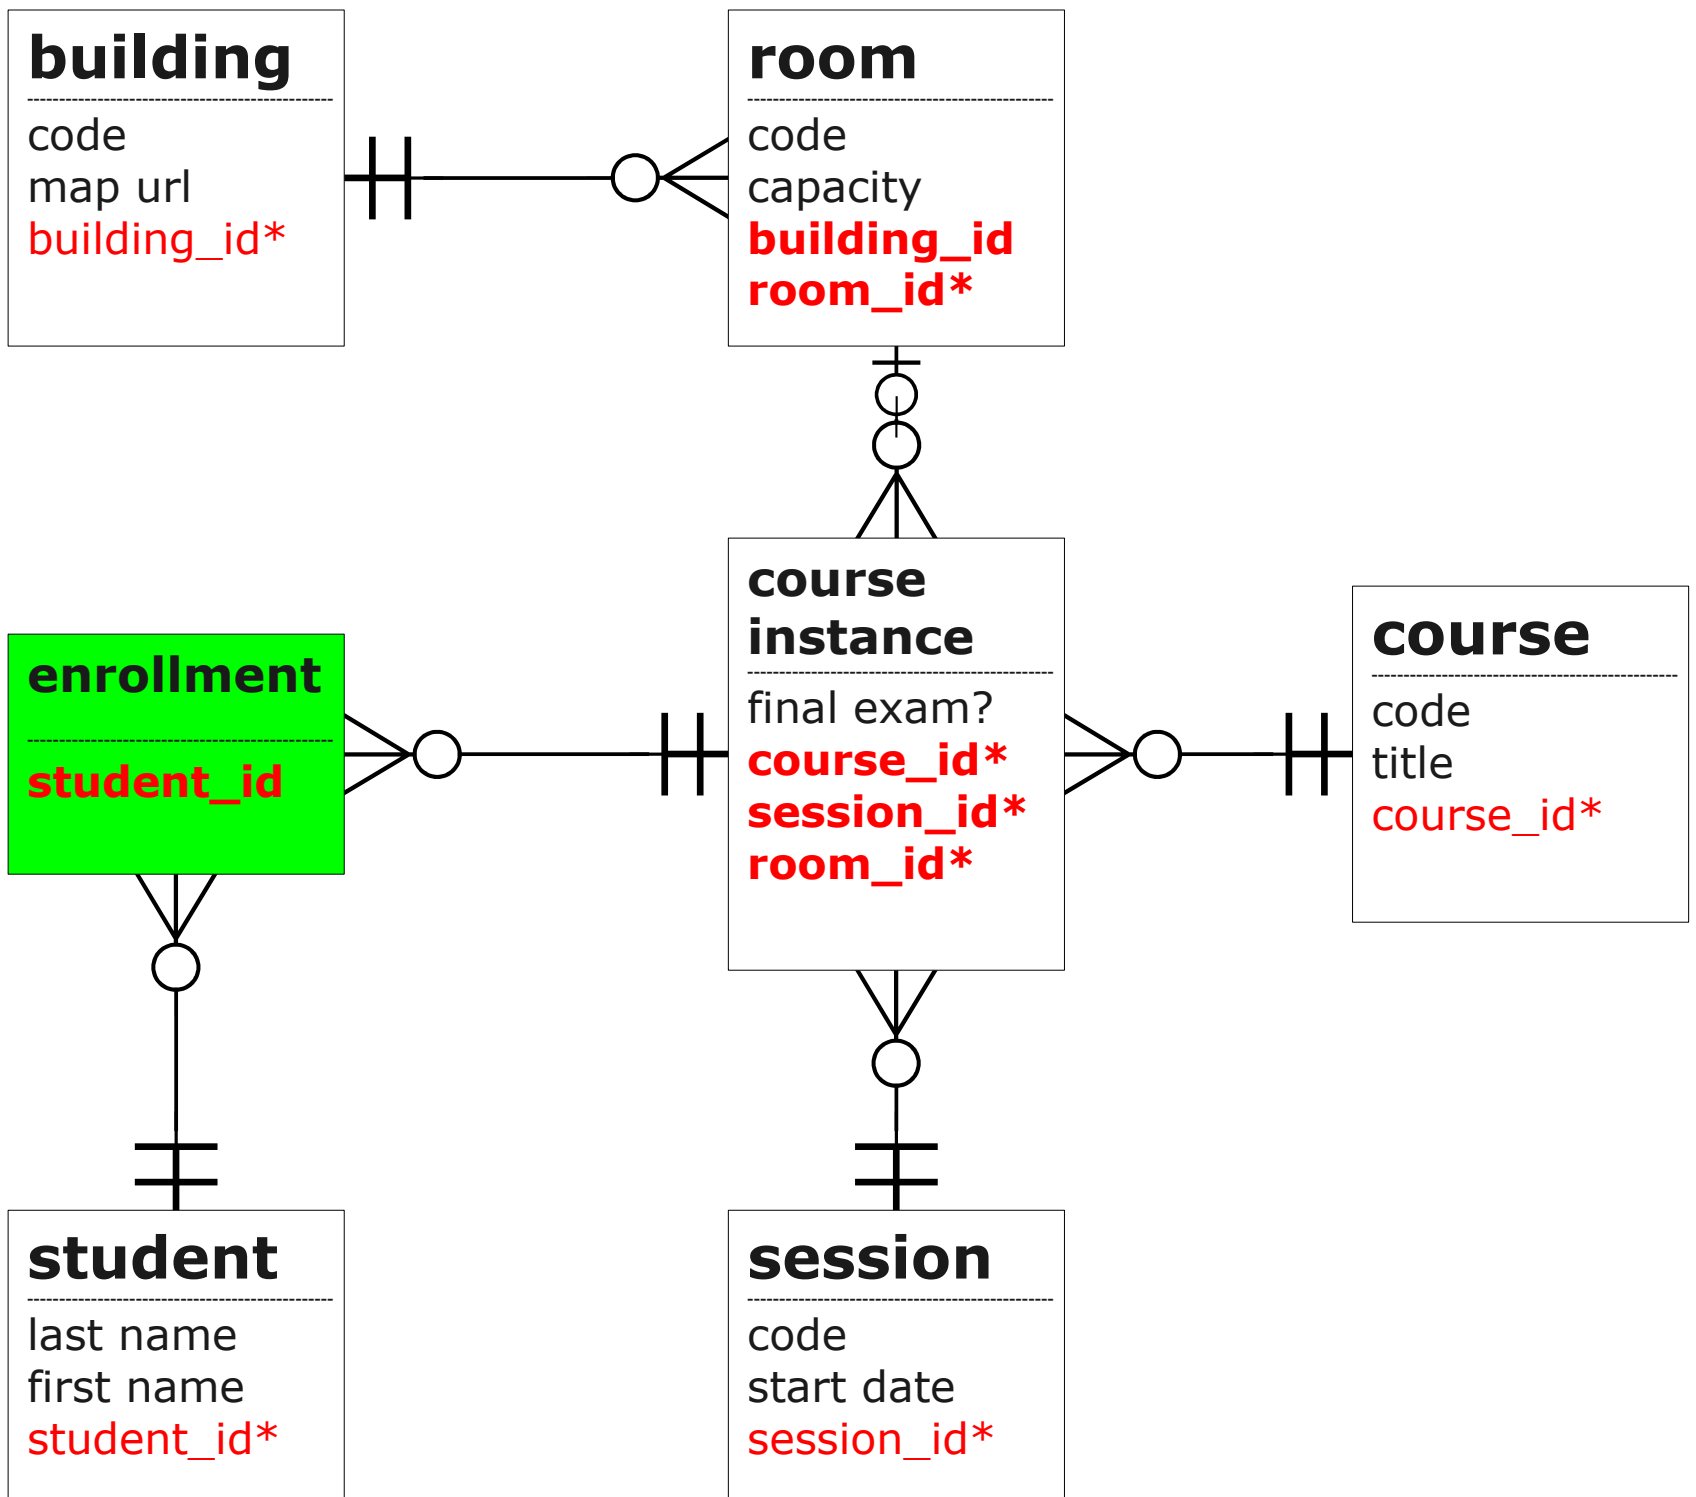 building
code
map url
building_id*
room
code
capacity
building_id
room_id*
enrollment
student_id
course
instance
final exam?
course_id*
session_id*
room_id*
course
code
title
course_id*
student
last name
first name
student_id*
session
code
start date
session_id*